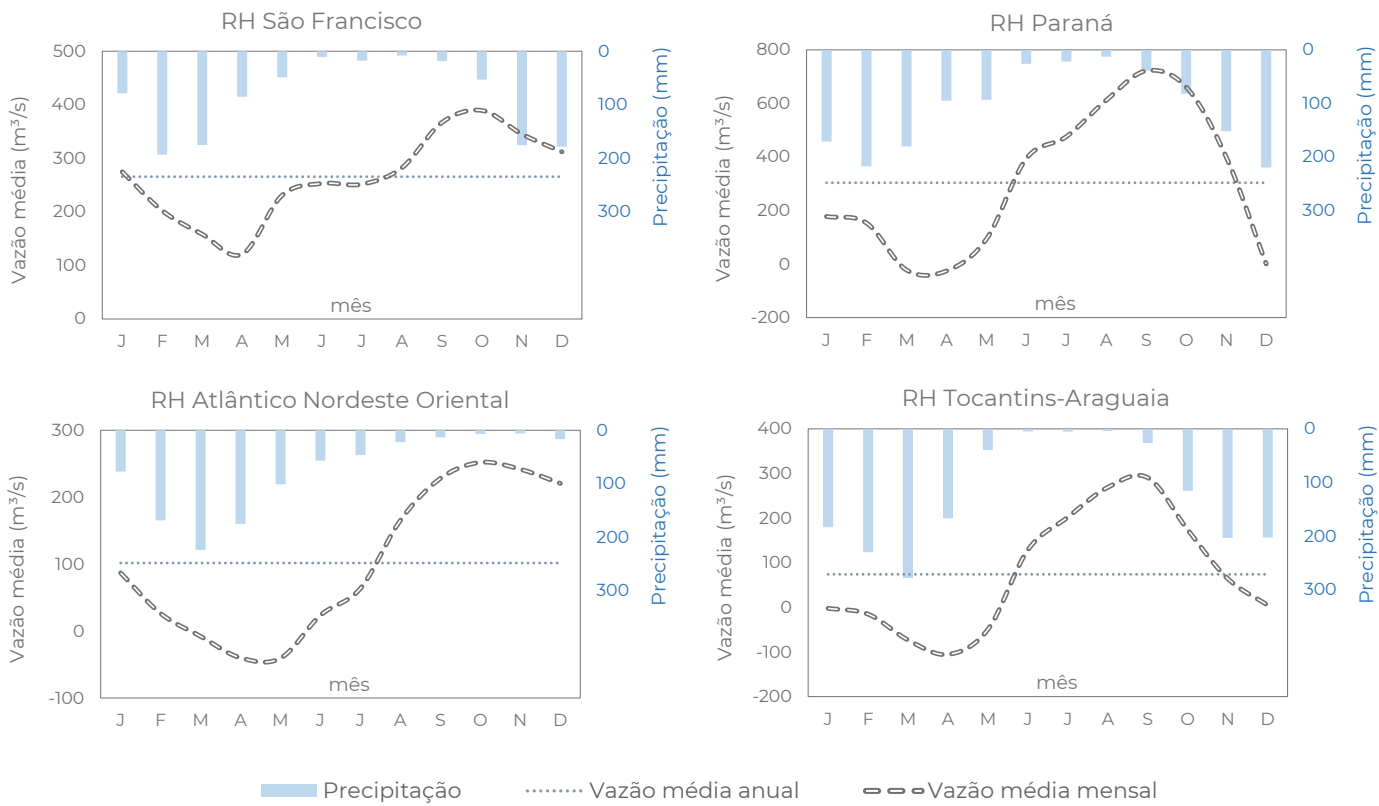 RH São Francisco
Vazão média (m³/s)
500
400
300
200
100
0
0
100
200
300
Precipitação (mm)
mês
J F M A M J J A S O N D
RH Paraná
Vazão média (m³/s)
800
600
400
200
0
-200
0
100
200
300
Precipitação (mm)
mês
J F M A M J J A S O N D
RH Atlântico Nordeste Oriental
Vazão média (m³/s)
300
200
100
0
-100
0
100
200
300
Precipitação (mm)
mês
J F M A M J J A S O N D
RH Tocantins-Araguaia
Vazão média (m³/s)
400
300
200
100
0
-100
-200
0
100
200
300
Precipitação (mm)
mês
J F M A M J J A S O N D
Precipitação Vazão média anual Vazão média mensal